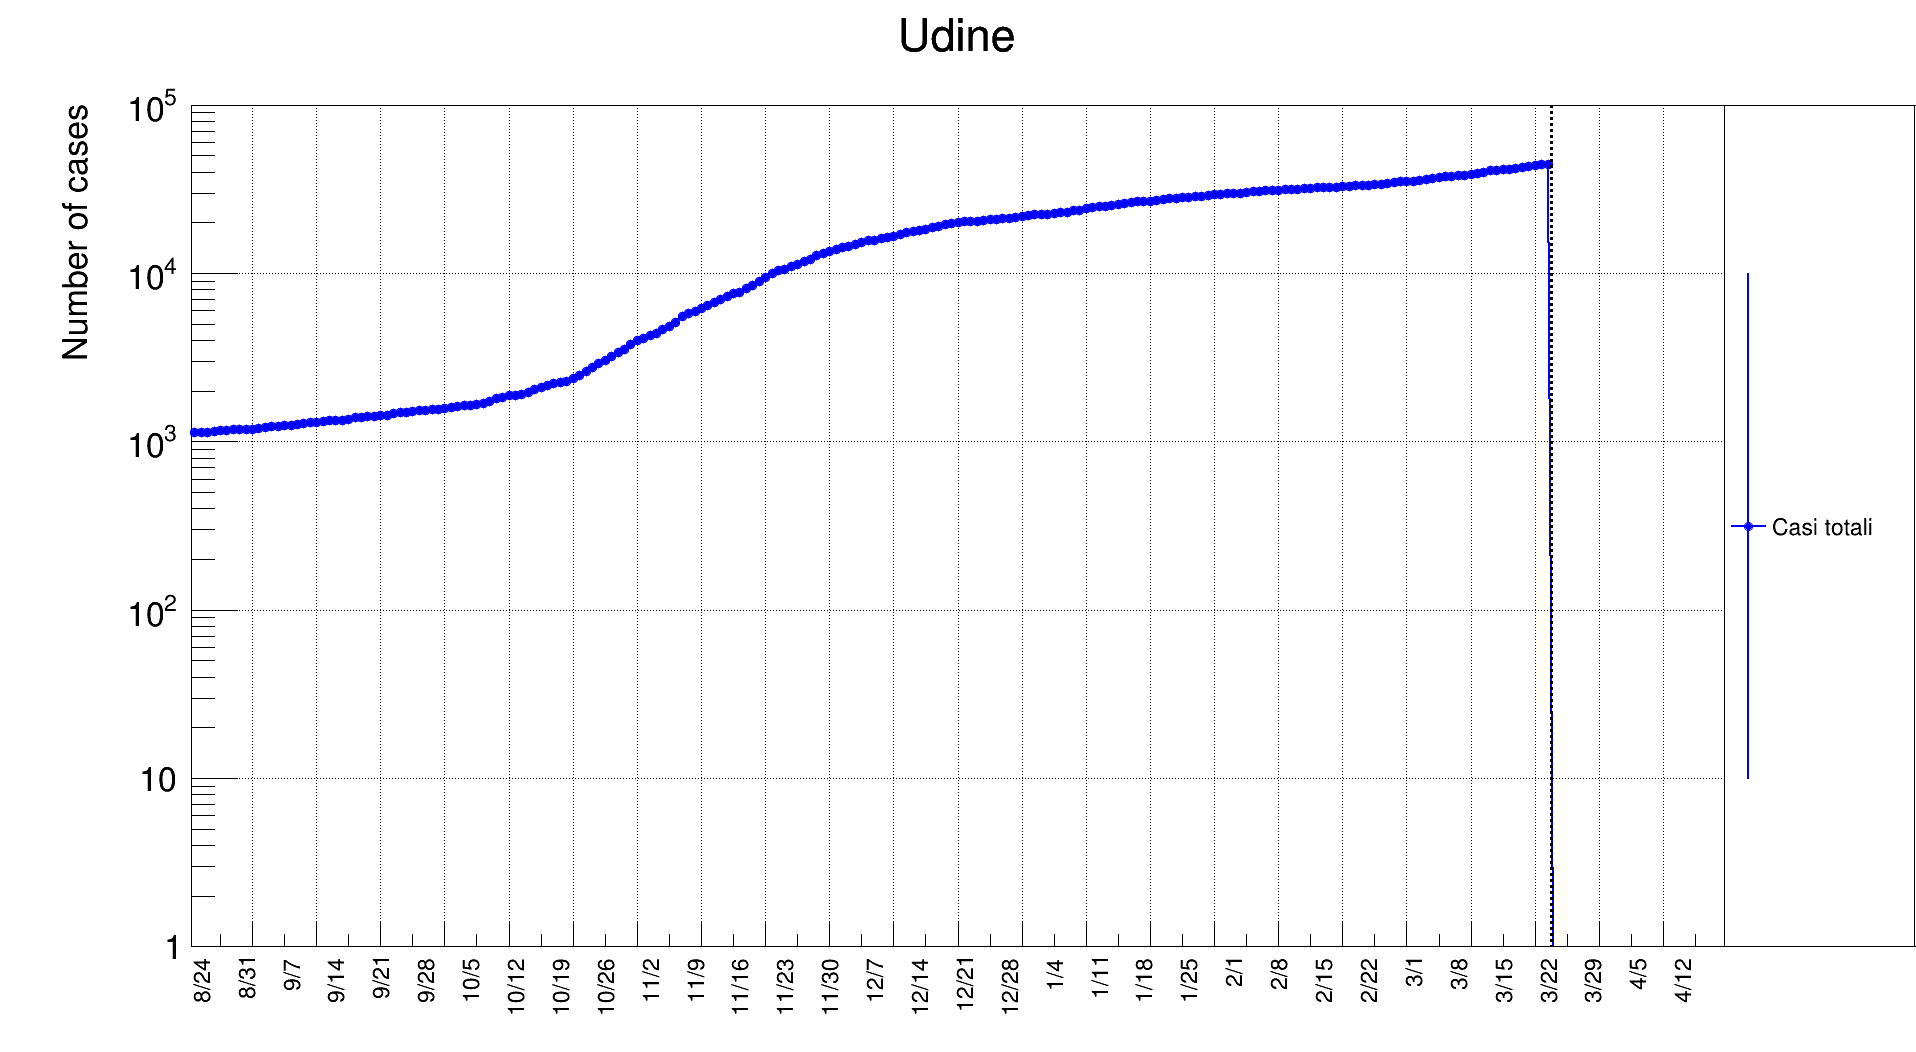 Udine
Number of cases
10^5
10^4
10^3
10^2
10
1
8/24 8/31 9/7 9/14 9/21 9/28 10/5 10/12 10/19 10/26 11/2 11/9 11/16 11/23 11/30 12/7 12/14 12/21 12/28 1/4 1/11 1/18 1/25 2/1 2/8 2/15 2/22 3/1 3/8 3/15 3/22 3/29 4/5 4/12
Casi totali